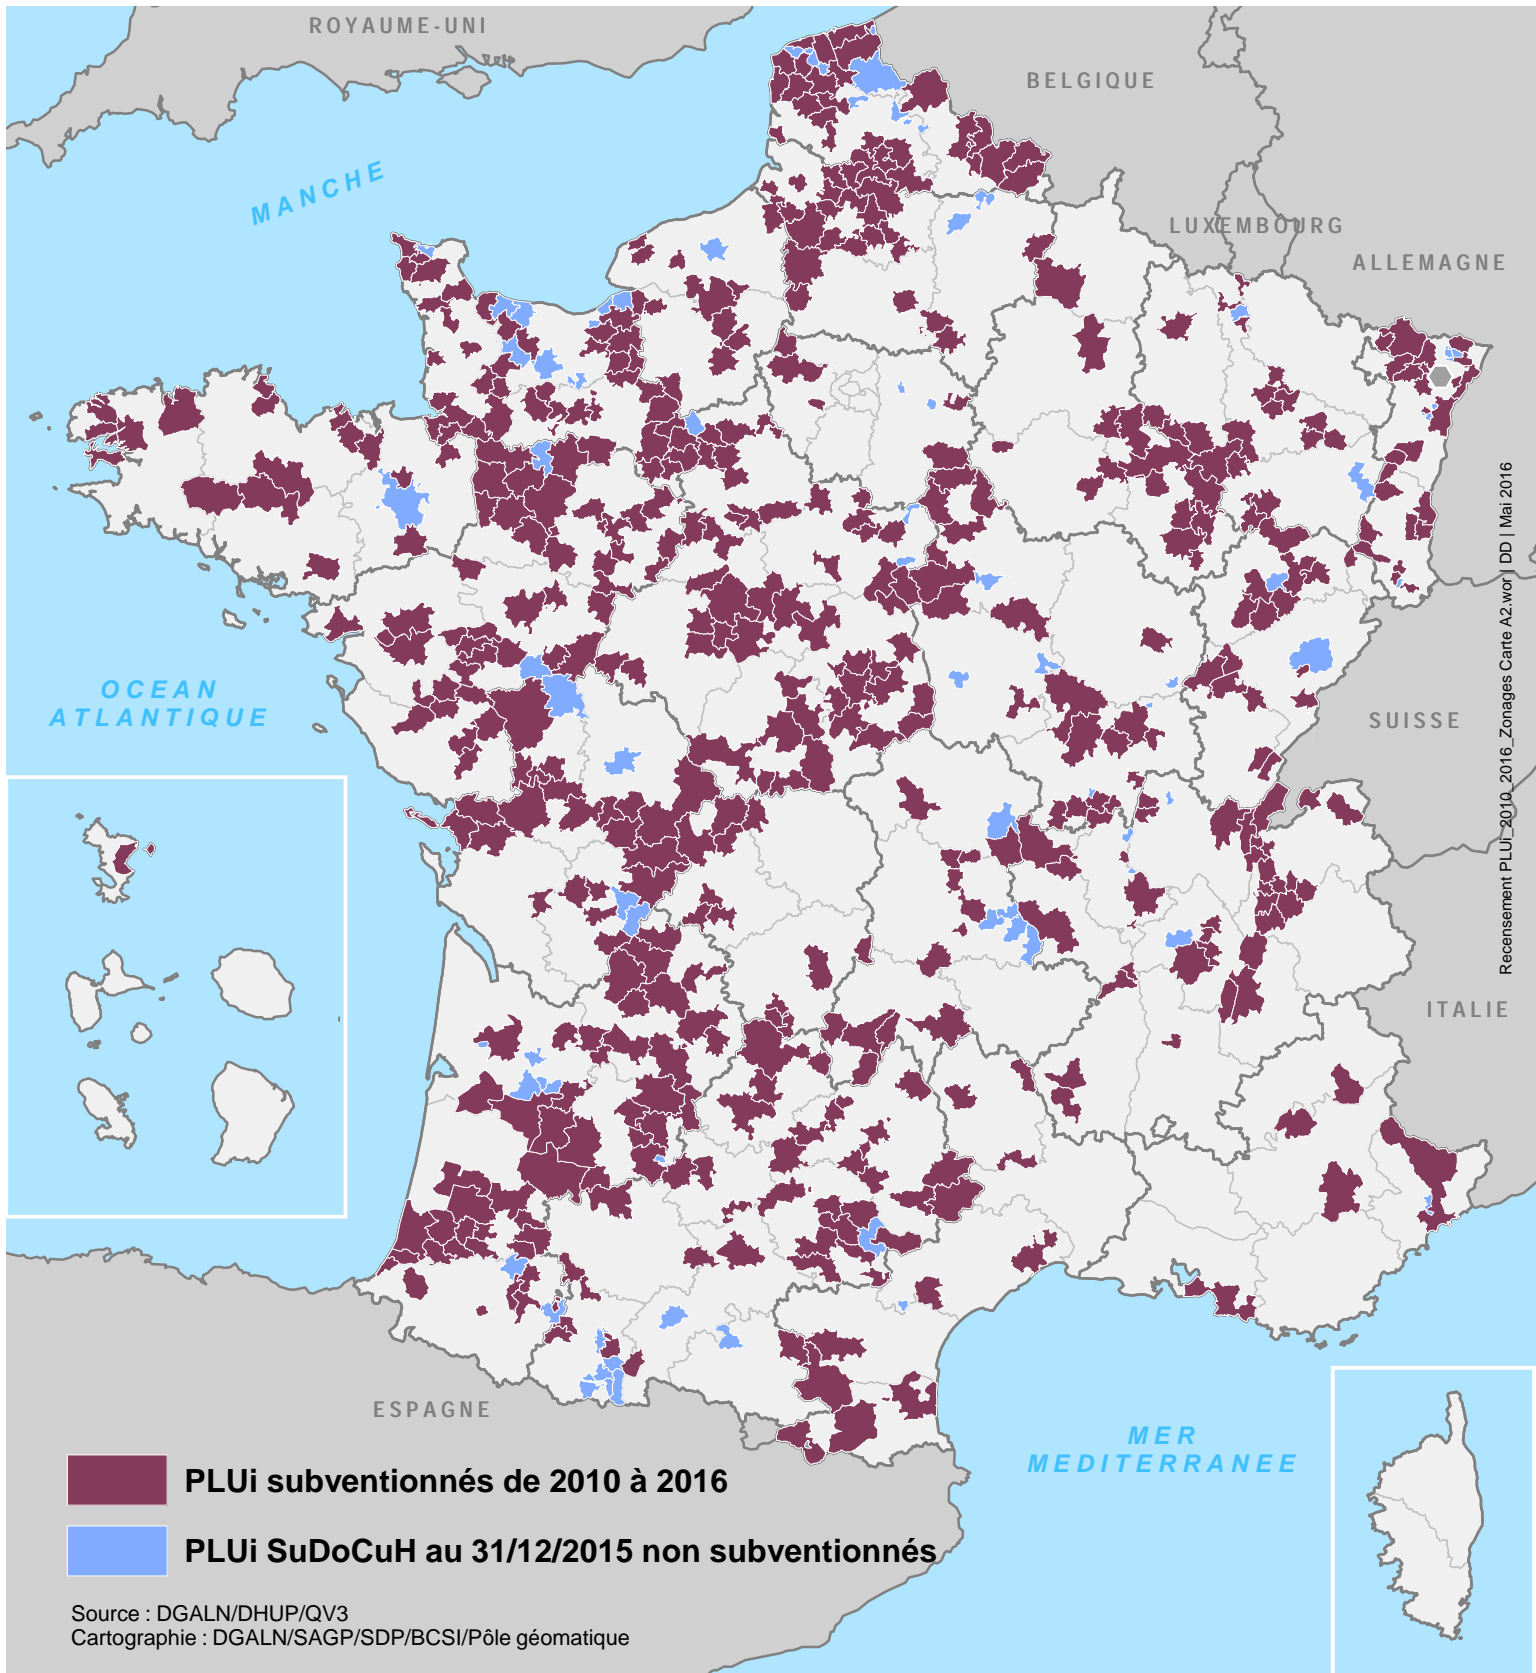 ROYAUME-UNI
BELGIQUE
MANCHE
LUXEMBOURG
ALLEMAGNE
OCEAN
ATLANTIQUE
SUISSE
ITALIE
Recensement PLUi_2010_2016_Zonages Carte A2.wor | DD | Mai 2016
ESPAGNE
MER
MEDITERRANEE
PLUi subventionnés de 2010 à 2016
PLUi SuDoCuH au 31/12/2015 non subventionnés
Source : DGALN/DHUP/QV3
Cartographie : DGALN/SAGP/SDP/BCSI/Pôle géomatique